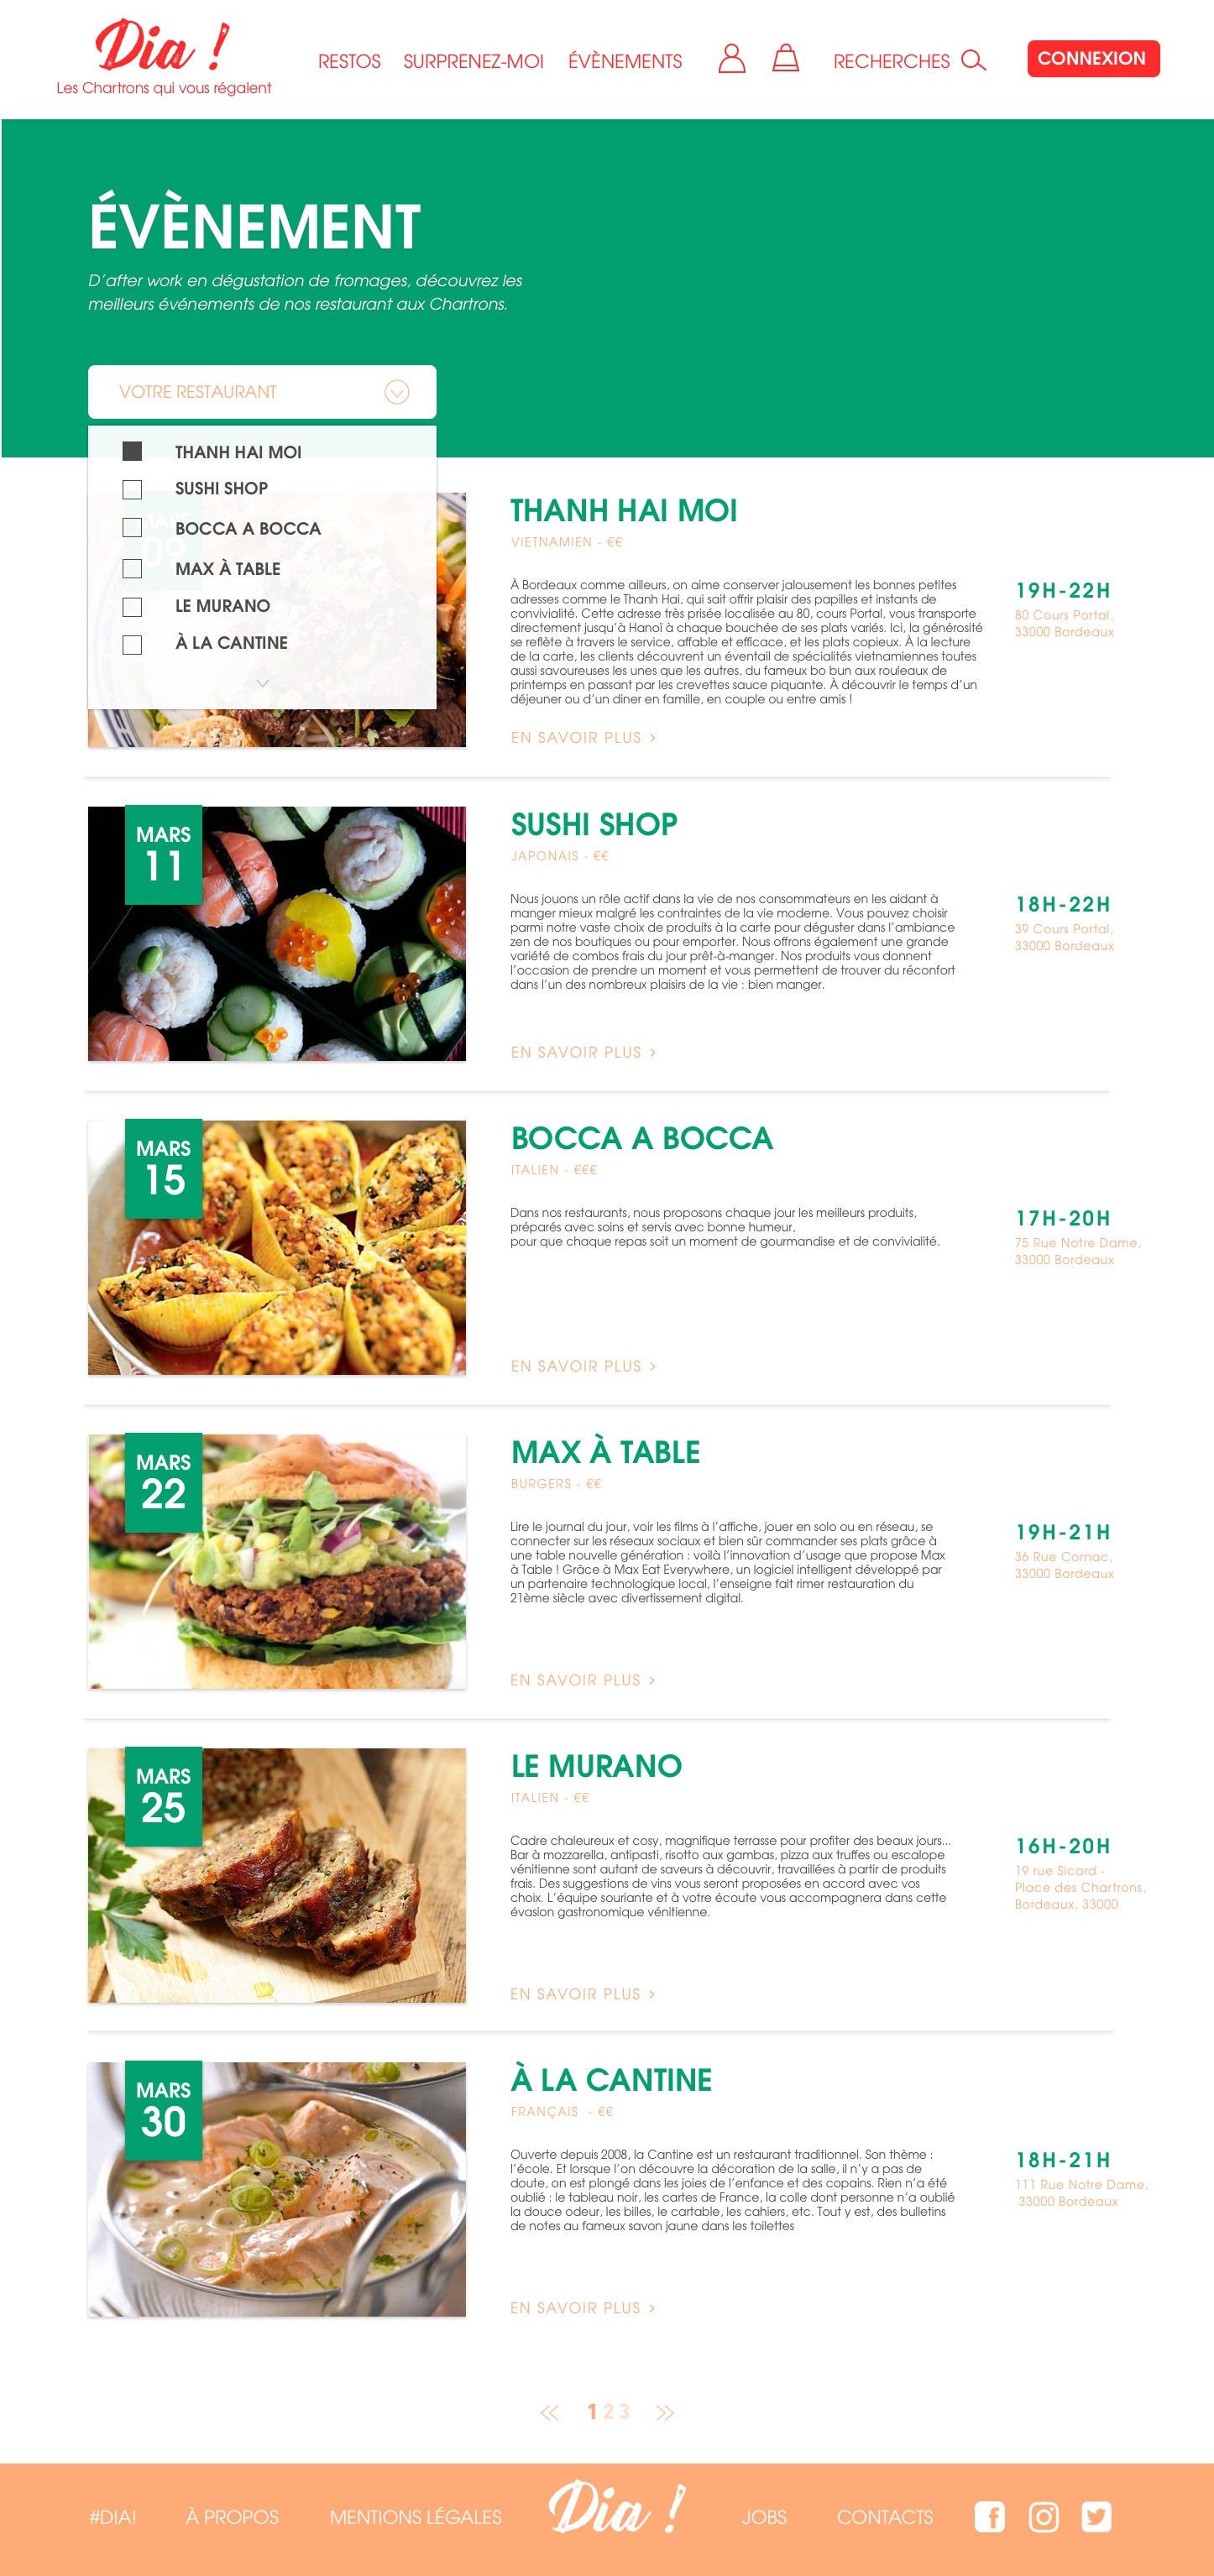 Dia !
Les Chartrons qui vous régalent
RESTOS SURPRENEZ-MOI ÉVÈNEMENTS RECHERCHES CONNEXION
ÉVÈNEMENT
D’after work en dégustation de fromages, découvrez les
meilleurs événements de nos restaurant aux Chartrons.
VOTRE RESTAURANT
THANH HAI MOI
SUSHI SHOP
BOCCA A BOCCA
MAX À TABLE
LE MURANO
À LA CANTINE
MARS
09
THANH HAI MOI
VIETNAMIEN - €€
À Bordeaux comme ailleurs, on aime conserver jalousement les bonnes petites
adresses comme le Thanh Hai, qui sait offrir plaisir des papilles et instants de
convivialité. Cette adresse très prisée localisée au 80, cours Portal, vous transporte
directement jusqu’à Hanoï à chaque bouchée de ses plats variés. Ici, la générosité
se reflète à travers le service, affable et efficace, et les plats copieux. À la lecture
de la carte, les clients découvrent un éventail de spécialités vietnamiennes toutes
aussi savoureuses les unes que les autres, du fameux bo bun aux rouleaux de
printemps en passant par les crevettes sauce piquante. À découvrir le temps d’un
déjeuner ou d’un diner en famille, en couple ou entre amis !
EN SAVOIR PLUS >
19H-22H
80 Cours Portal,
33000 Bordeaux
MARS
11
SUSHI SHOP
JAPONAIS - €€
Nous jouons un rôle actif dans la vie de nos consommateurs en les aidant à
manger mieux malgré les contraintes de la vie moderne. Vous pouvez choisir
parmi notre vaste choix de produits à la carte pour déguster dans l’ambiance
zen de nos boutiques ou pour emporter. Nous offrons également une grande
variété de combos frais du jour prêt-à-manger. Nos produits vous donnent
l’occasion de prendre un moment et vous permettent de trouver du réconfort
dans l’un des nombreux plaisirs de la vie : bien manger.
EN SAVOIR PLUS >
18H-22H
39 Cours Portal,
33000 Bordeaux
MARS
15
BOCCA A BOCCA
ITALIEN - €€€
Dans nos restaurants, nous proposons chaque jour les meilleurs produits,
préparés avec soins et servis avec bonne humeur,
pour que chaque repas soit un moment de gourmandise et de convivialité.
EN SAVOIR PLUS >
17H-20H
75 Rue Notre Dame,
33000 Bordeaux
MARS
22
MAX À TABLE
BURGERS - €€
Lire le journal du jour, voir les films à l’affiche, jouer en solo ou en réseau, se
connecter sur les réseaux sociaux et bien sûr commander ses plats grâce à
une table nouvelle génération : voilà l’innovation d’usage que propose Max
à Table ! Grâce à Max Eat Everywhere, un logiciel intelligent développé par
un partenaire technologique local, l’enseigne fait rimer restauration du
21ème siècle avec divertissement digital.
EN SAVOIR PLUS >
19H-21H
36 Rue Cornac,
33000 Bordeaux
MARS
25
LE MURANO
ITALIEN - €€
Cadre chaleureux et cosy, magnifique terrasse pour profiter des beaux jours...
Bar à mozzarella, antipasti, risotto aux gambas, pizza aux truffes ou escalope
vénitienne sont autant de saveurs à découvrir, travaillées à partir de produits
frais. Des suggestions de vins vous seront proposées en accord avec vos
choix. L’équipe souriante et à votre écoute vous accompagnera dans cette
évasion gastronomique vénitienne.
EN SAVOIR PLUS >
16H-20H
19 rue Sicard -
Place des Chartrons,
Bordeaux, 33000
MARS
30
À LA CANTINE
FRANÇAIS - €€
Ouverte depuis 2008, la Cantine est un restaurant traditionnel. Son thème :
l’école. Et lorsque l’on découvre la décoration de la salle, il n’y a pas de
doute, on est plongé dans les joies de l’enfance et des copains. Rien n’a été
oublié : le tableau noir, les cartes de France, la colle dont personne n’a oublié
la douce odeur, les billes, le cartable, les cahiers, etc. Tout y est, des bulletins
de notes au fameux savon jaune dans les toilettes
EN SAVOIR PLUS >
18H-21H
111 Rue Notre Dame,
33000 Bordeaux
1 2 3
#DIA! À PROPOS MENTIONS LÉGALES Dia ! JOBS CONTACTS